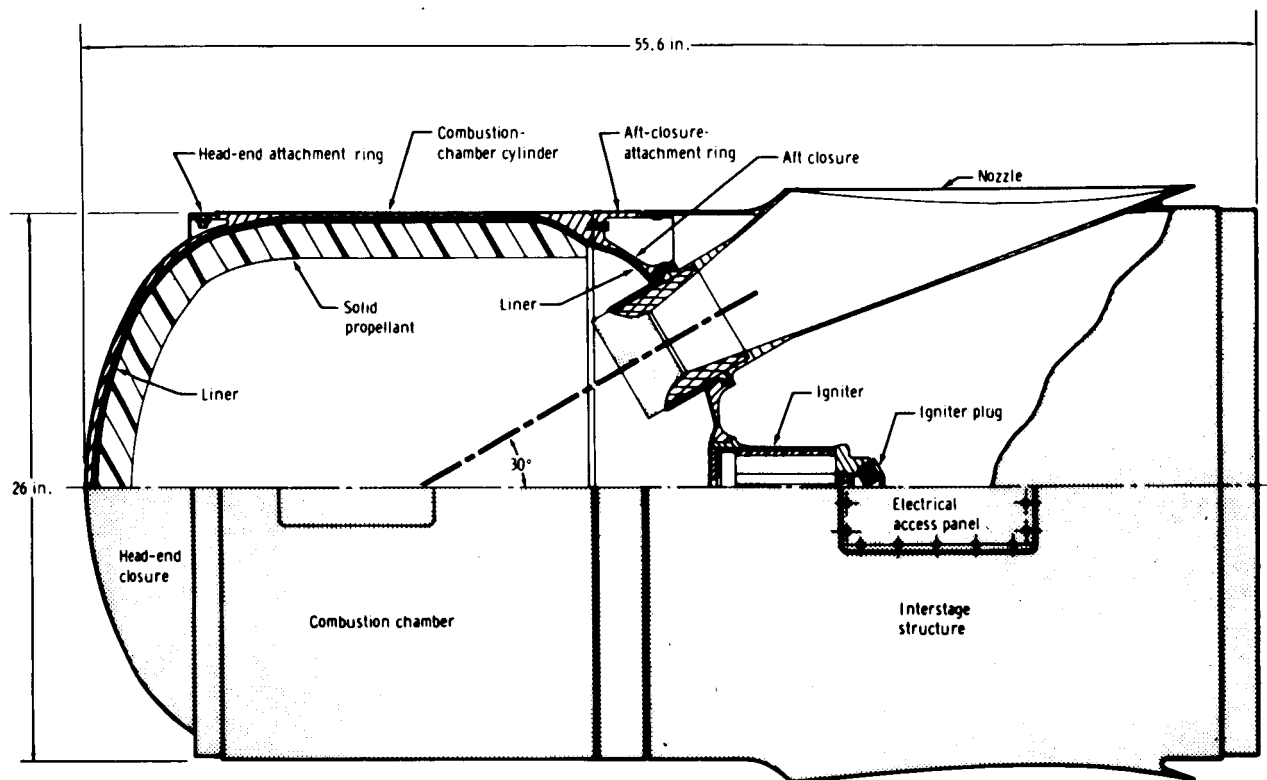 55.6 in.
Combustion-
chamber cylinder
Aft-closure-
attachment ring
Head-end attachment ring
Aft closure
Nozzle
Liner
Solid
propellant
Liner
Igniter
Igniter plug
30°
26 in.
Electrical
access panel
Head-end
closure
Combustion chamber
Interstage
structure